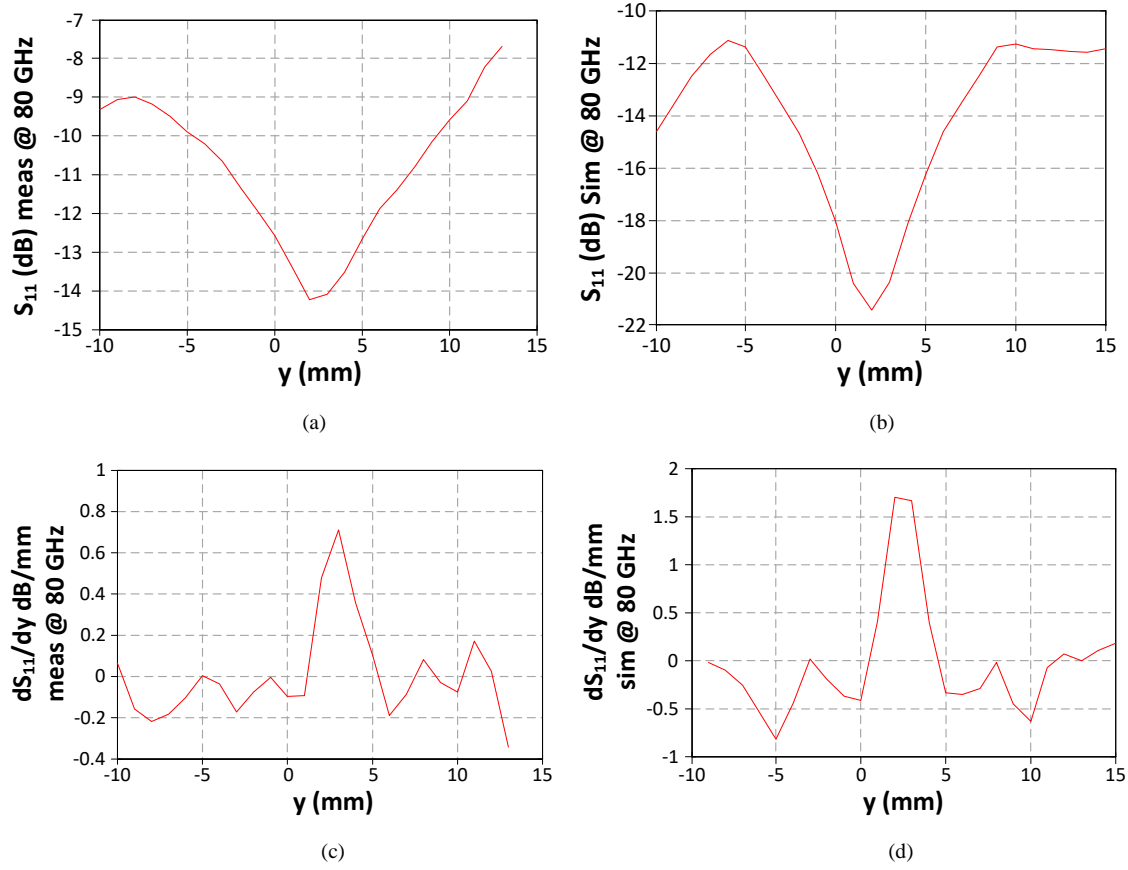 -7
-8
-9
-10
-11
-12
-13
-14
-15
-10 -5 0 5 10 15
S₁₁ (dB) meas @ 80 GHz
y (mm)
(a)
-10
-12
-14
-16
-18
-20
-22
-10 -5 0 5 10 15
S₁₁ (dB) Sim @ 80 GHz
y (mm)
(b)
1
0.8
0.6
0.4
0.2
0
-0.2
-0.4
-10 -5 0 5 10 15
dS₁₁/dy dB/mm
meas @ 80 GHz
y (mm)
(c)
2
1.5
1
0.5
0
-0.5
-1
-10 -5 0 5 10 15
dS₁₁/dy dB/mm
sim @ 80 GHz
y (mm)
(d)